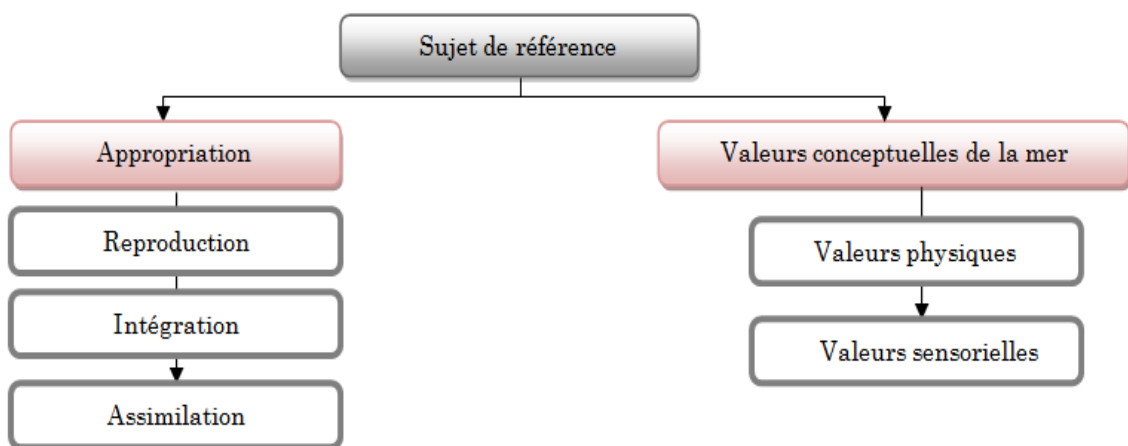 Sujet de référence
Appropriation
Valeurs conceptuelles de la mer
Reproduction
Valeurs physiques
Intégration
Valeurs sensorielles
Assimilation